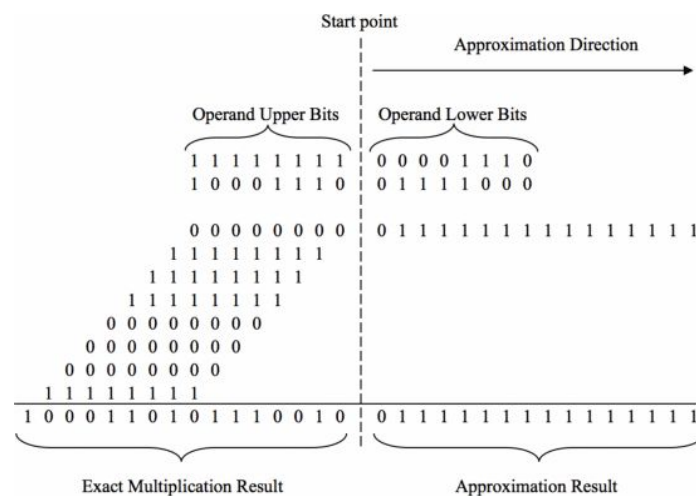 Start point
Approximation Direction
Operand Upper Bits Operand Lower Bits
1 1 1 1 1 1 1 1 0 0 0 0 1 1 1 0
1 0 0 0 1 1 1 0 0 1 1 1 1 0 0 0
0 0 0 0 0 0 0 0 0 1 1 1 1 1 1 1 1 1 1 1 1 1 1 1
1 1 1 1 1 1 1 1
1 1 1 1 1 1 1 1
1 1 1 1 1 1 1 1
0 0 0 0 0 0 0 0
0 0 0 0 0 0 0 0
0 0 0 0 0 0 0 0
1 1 1 1 1 1 1 1
1 0 0 0 1 1 0 1 0 1 1 1 0 0 1 0 0 1 1 1 1 1 1 1 1 1 1 1 1 1 1 1
Exact Multiplication Result Approximation Result